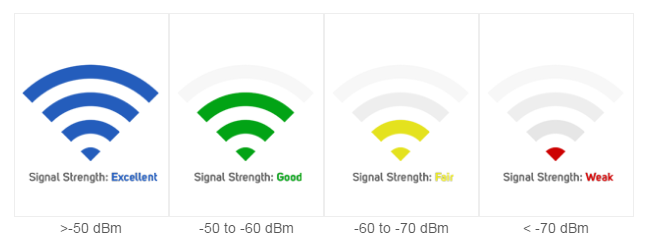 Signal Strength: Excellent
Signal Strength: Good
Signal Strength: Fair
Signal Strength: Weak
>-50 dBm
-50 to -60 dBm
-60 to -70 dBm
< -70 dBm